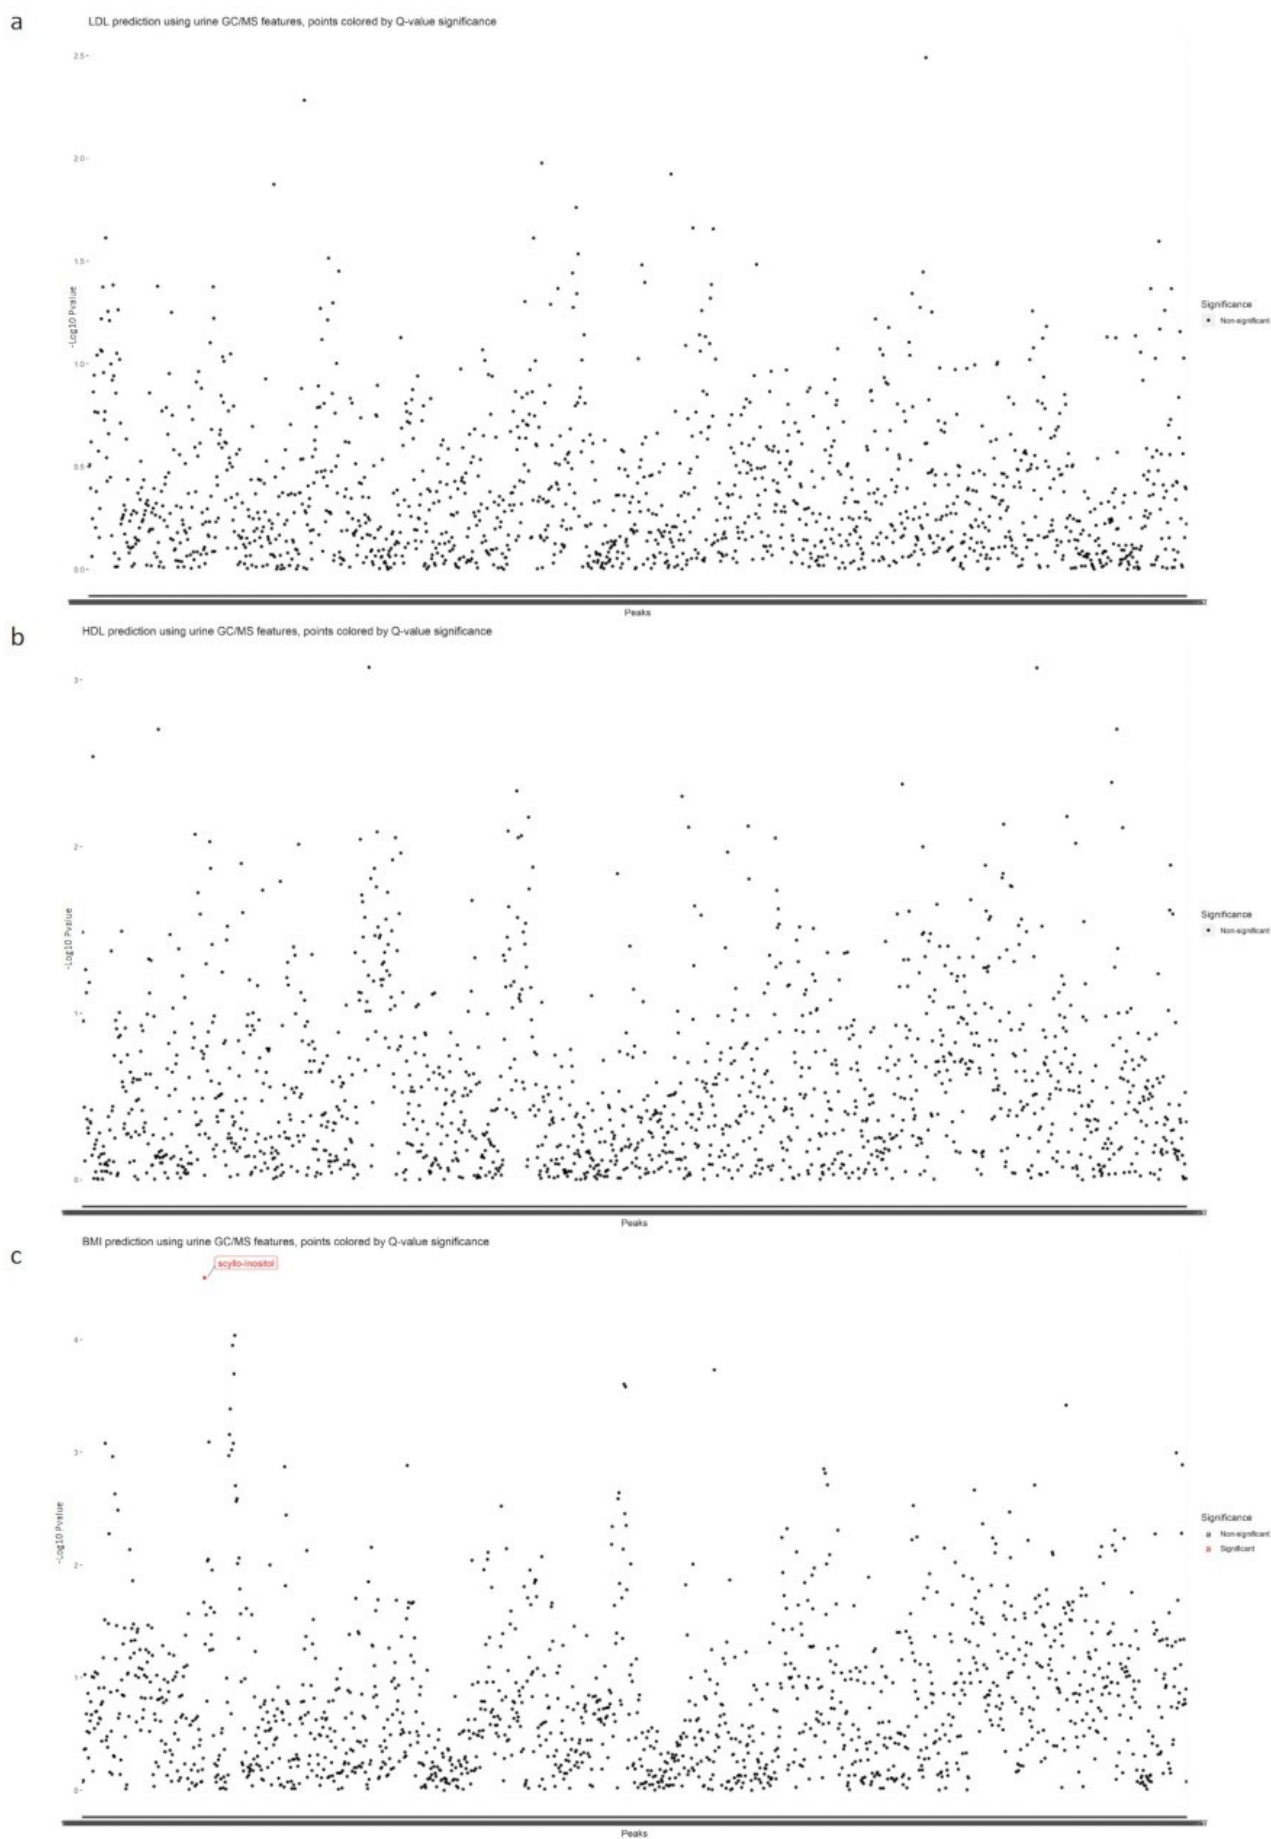 a
LDL prediction using urine GC/MS features, points colored by Q-value significance
2.5
2.0
1.5
1.0
0.5
0.0
-Log10 Pvalue
Significance
Non-significant
Peaks
b
HDL prediction using urine GC/MS features, points colored by Q-value significance
3
2
1
0
-Log10 Pvalue
Significance
Non-significant
Peaks
c
BMI prediction using urine GC/MS features, points colored by Q-value significance
scyllo-inositol
4
3
2
1
0
-Log10 Pvalue
Significance
a Non-significant
a Significant
Peaks